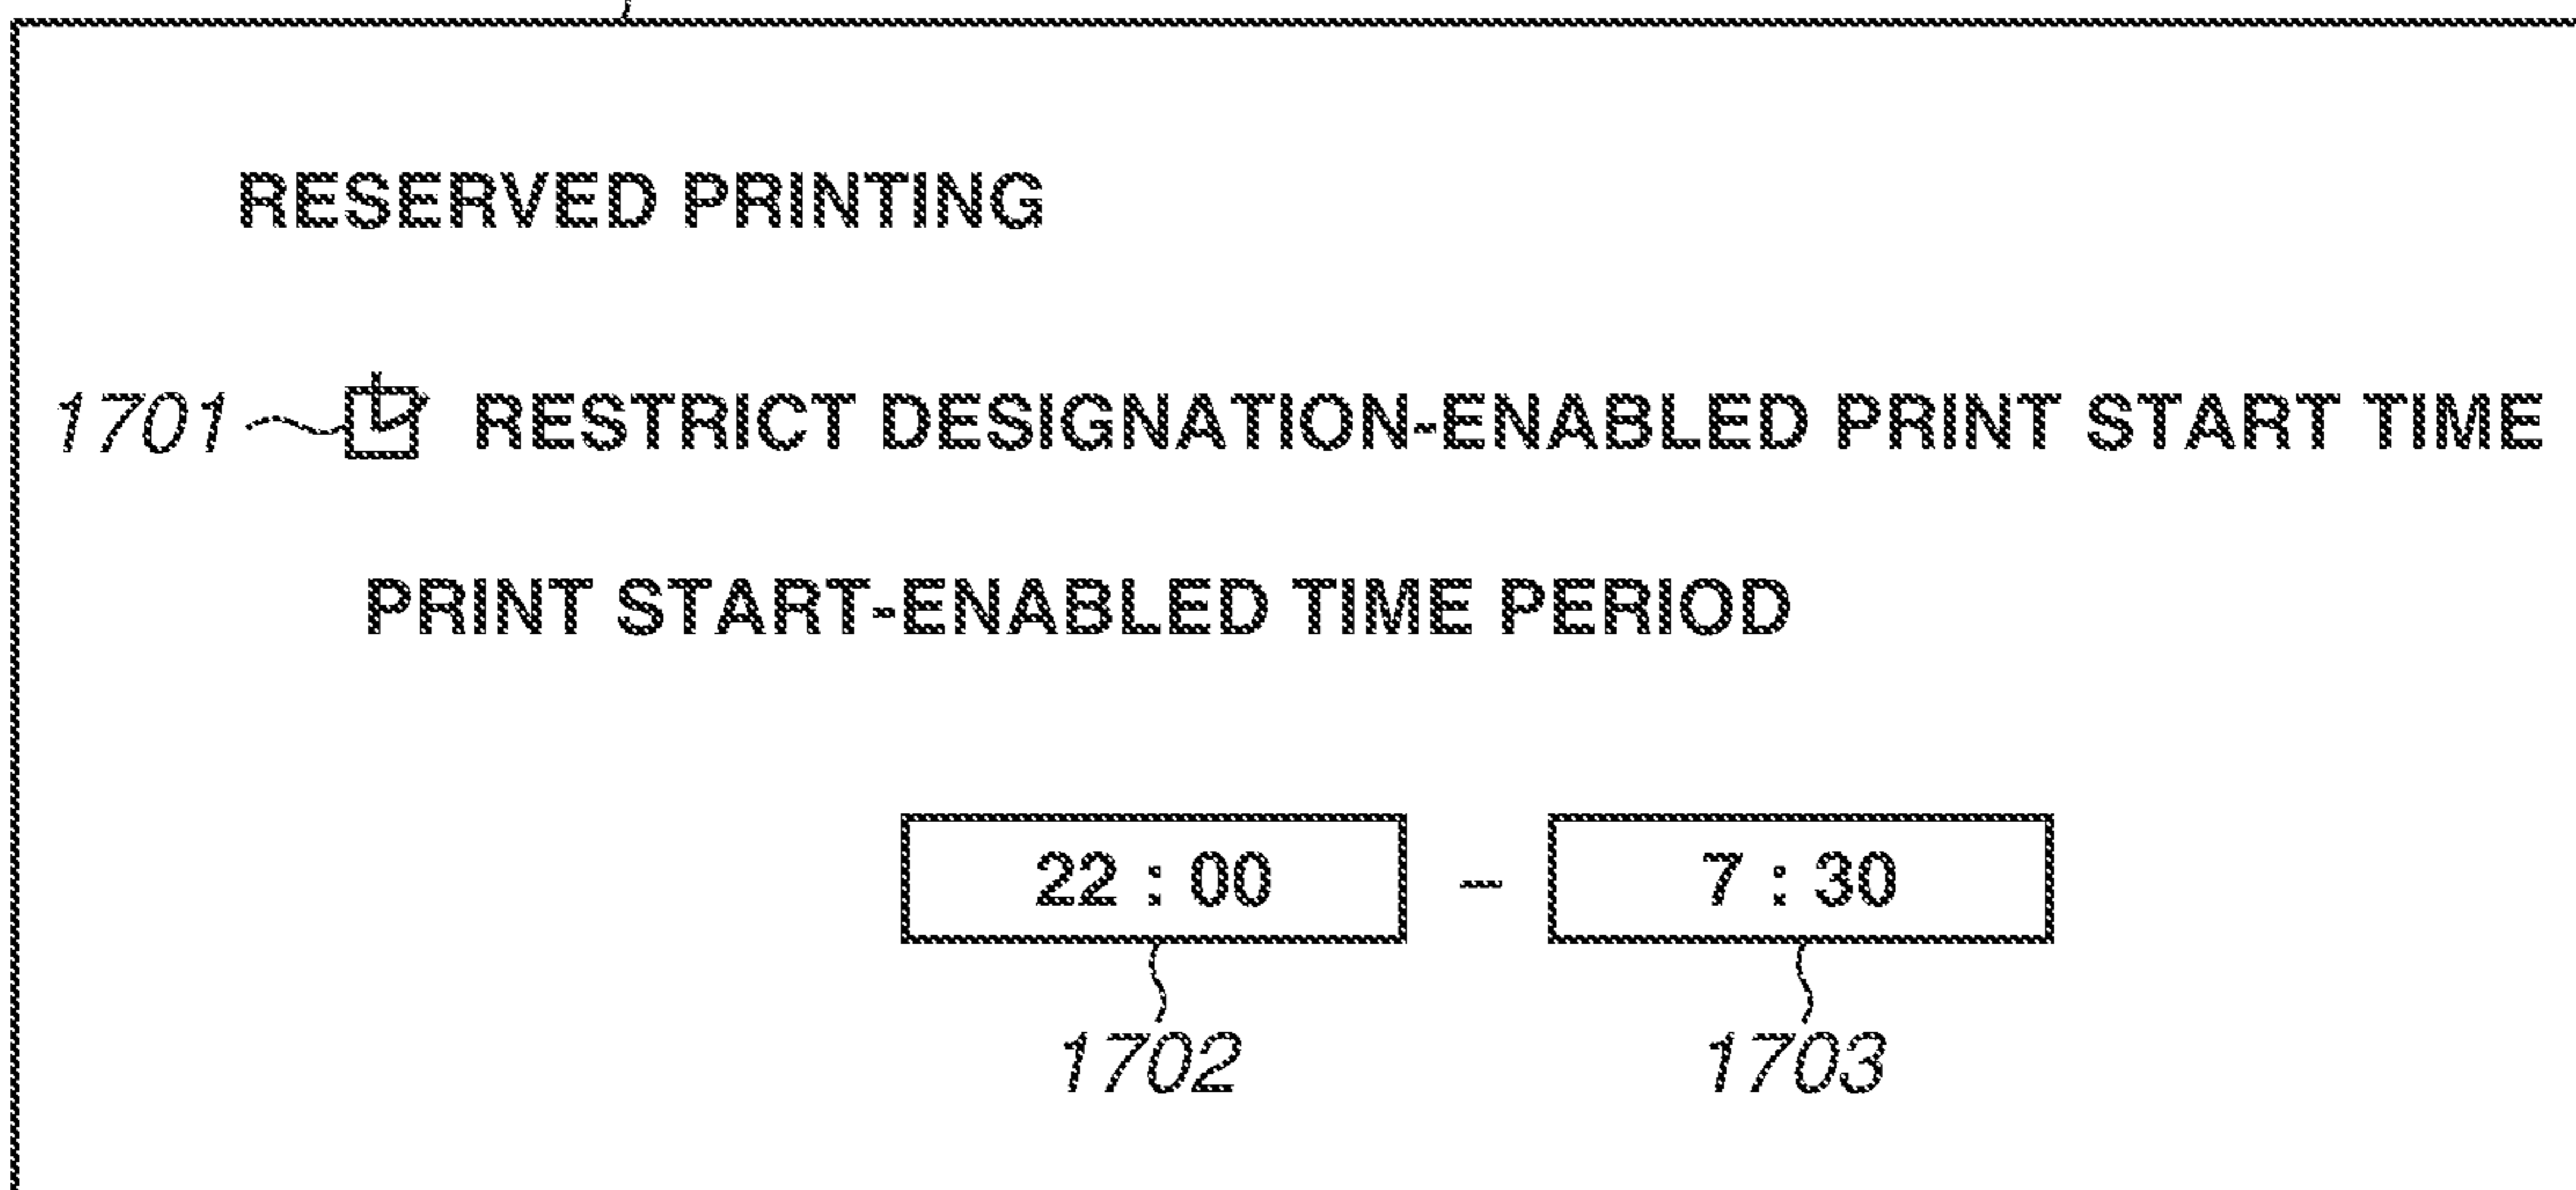 RESERVED PRINTING
1701 RESTRICT DESIGNATION-ENABLED PRINT START TIME
PRINT START-ENABLED TIME PERIOD
22 : 00 – 7 : 30
1702 1703